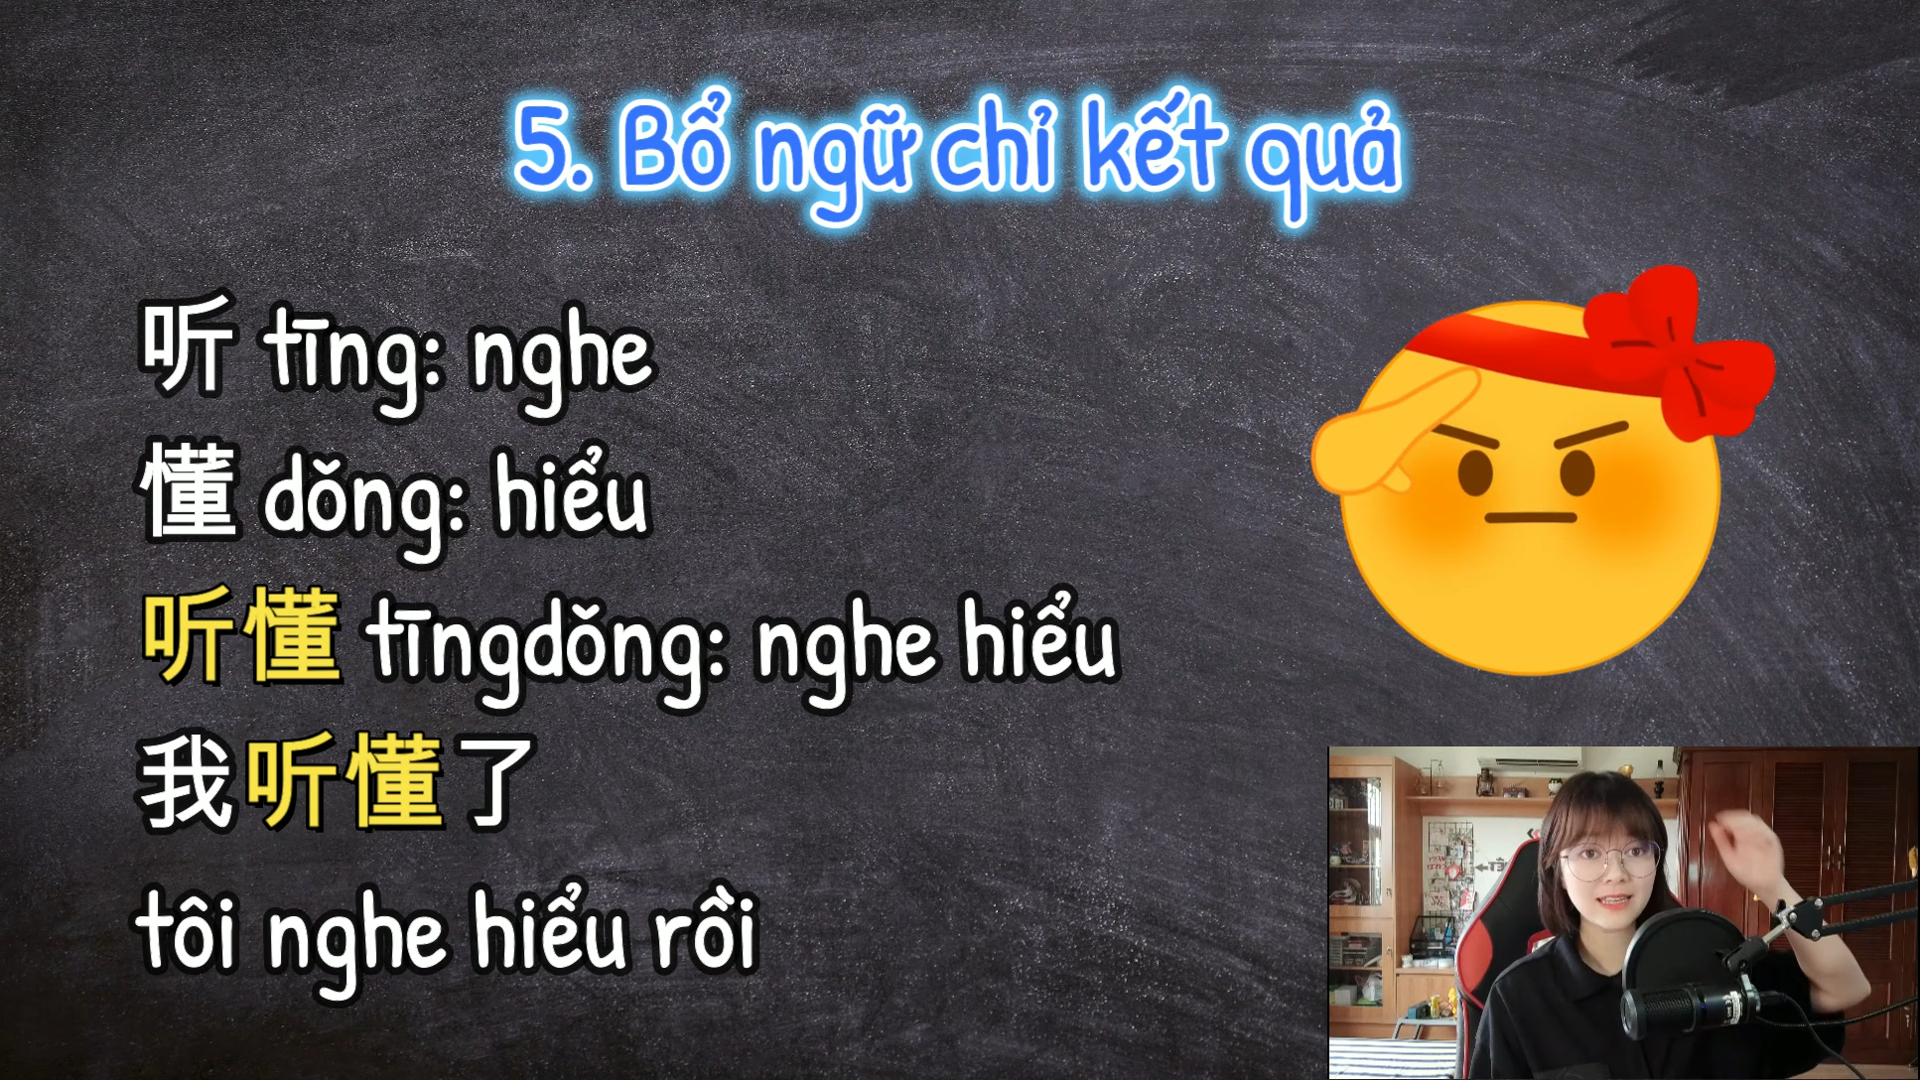 5. Bổ ngữ chỉ kết quả
听 tīng: nghe
懂 dǒng: hiểu
听懂 tīngdǒng: nghe hiểu
我听懂了
tôi nghe hiểu rồi